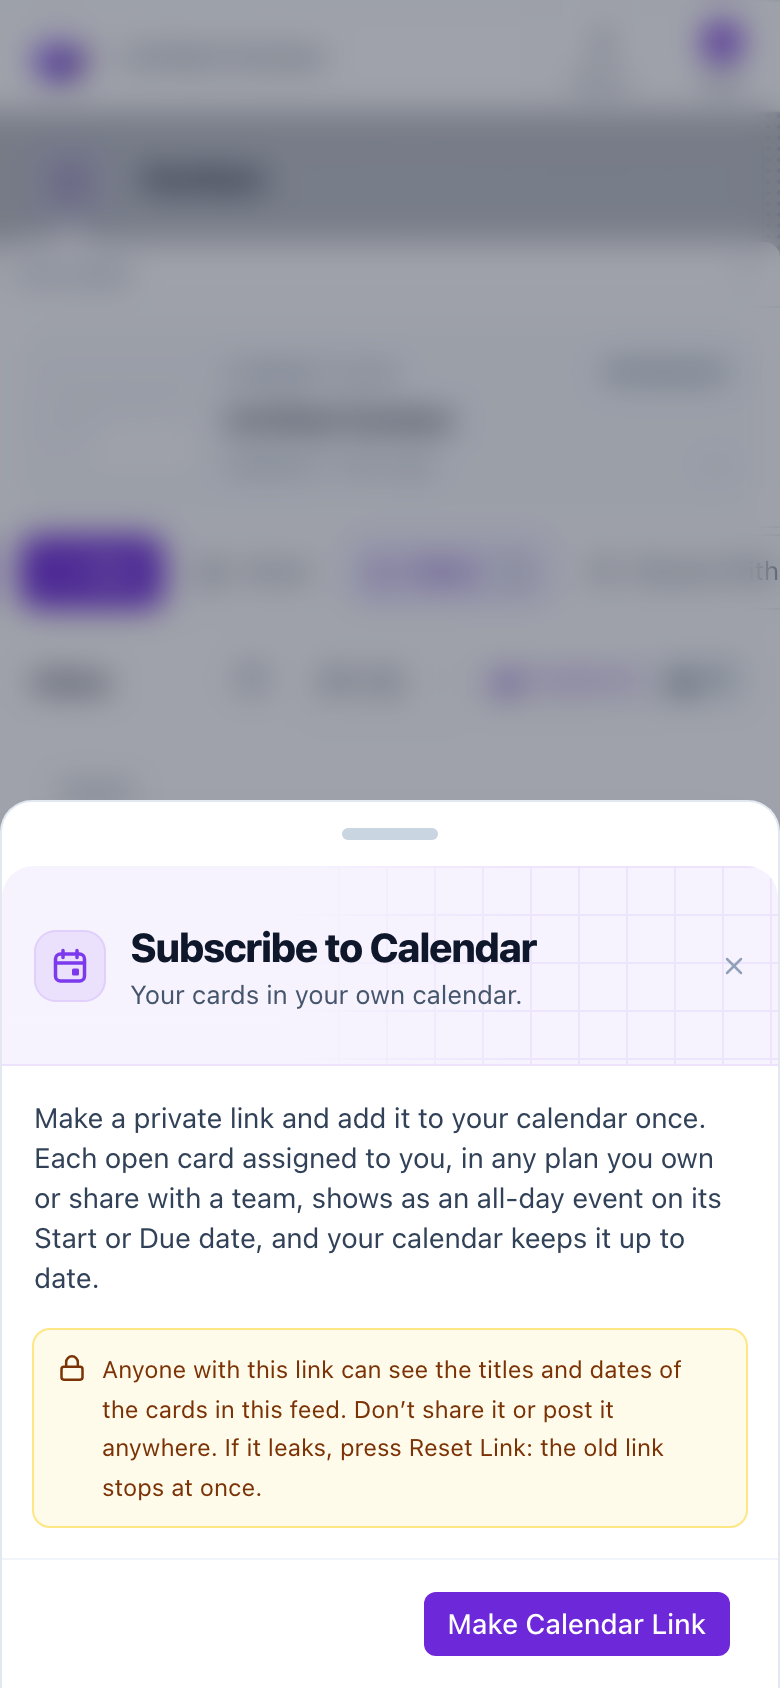 Subscribe to Calendar
Your cards in your own calendar.
Make a private link and add it to your calendar once.
Each open card assigned to you, in any plan you own
or share with a team, shows as an all-day event on its
Start or Due date, and your calendar keeps it up to
date.
Anyone with this link can see the titles and dates of
the cards in this feed. Don’t share it or post it
anywhere. If it leaks, press Reset Link: the old link
stops at once.
Make Calendar Link